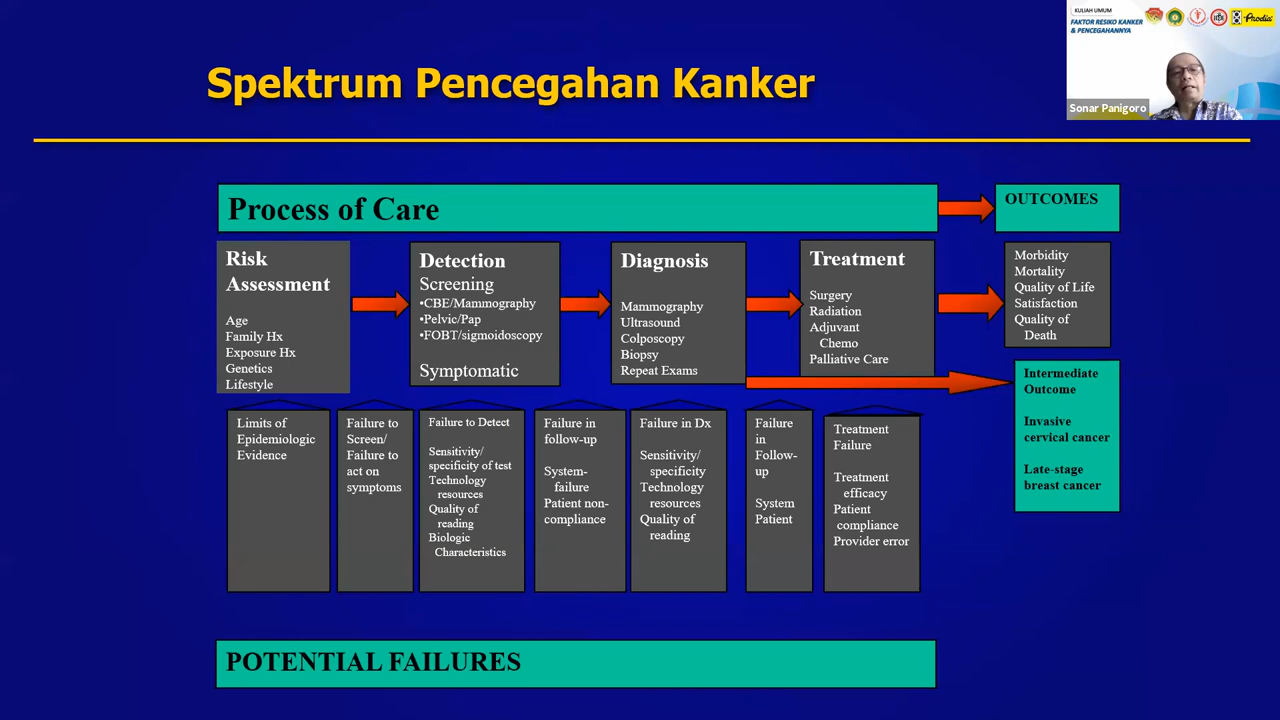 KULIAH UMUM
FAKTOR RESIKO KANKER
& PENCEGAHANNYA
Prodia
Sonar Panigoro
Spektrum Pencegahan Kanker
Process of Care
OUTCOMES
Risk
Assessment
Age
Family Hx
Exposure Hx
Genetics
Lifestyle
Detection
Screening
•CBE/Mammography
•Pelvic/Pap
•FOBT/sigmoidoscopy
Symptomatic
Diagnosis
Mammography
Ultrasound
Colposcopy
Biopsy
Repeat Exams
Treatment
Surgery
Radiation
Adjuvant
Chemo
Palliative Care
Morbidity
Mortality
Quality of Life
Satisfaction
Quality of
Death
Intermediate
Outcome
Invasive
cervical cancer
Late-stage
breast cancer
Limits of
Epidemiologic
Evidence
Failure to
Screen/
Failure to
act on
symptoms
Failure to Detect
Sensitivity/
specificity of test
Technology
resources
Quality of
reading
Biologic
Characteristics
Failure in
follow-up
System-
failure
Patient non-
compliance
Failure in Dx
Sensitivity/
specificity
Technology
resources
Quality of
reading
Failure
in
Follow-
up
System
Patient
Treatment
Failure
Treatment
efficacy
Patient
compliance
Provider error
POTENTIAL FAILURES